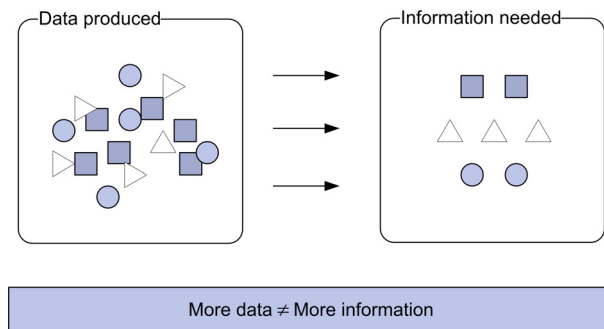 Data produced
Information needed
More data ≠ More information